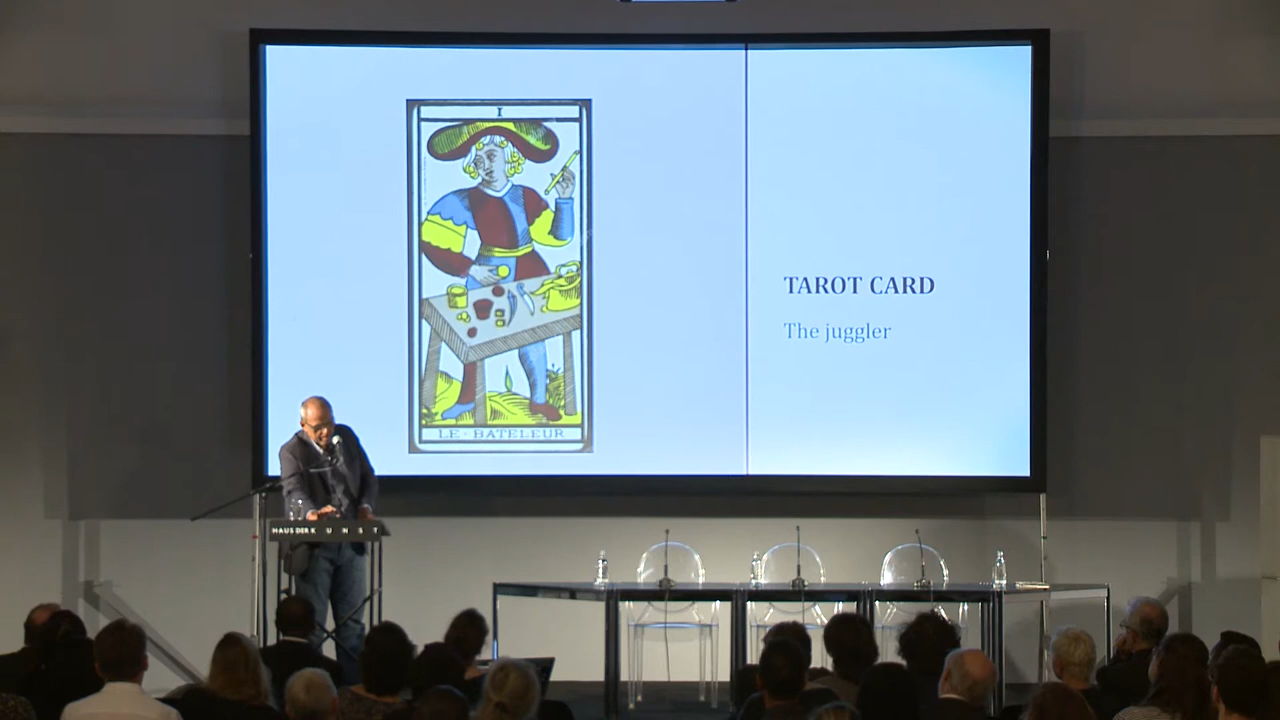 I
LE·BATELEUR
TAROT CARD
The juggler
HAUS DER K U N S T